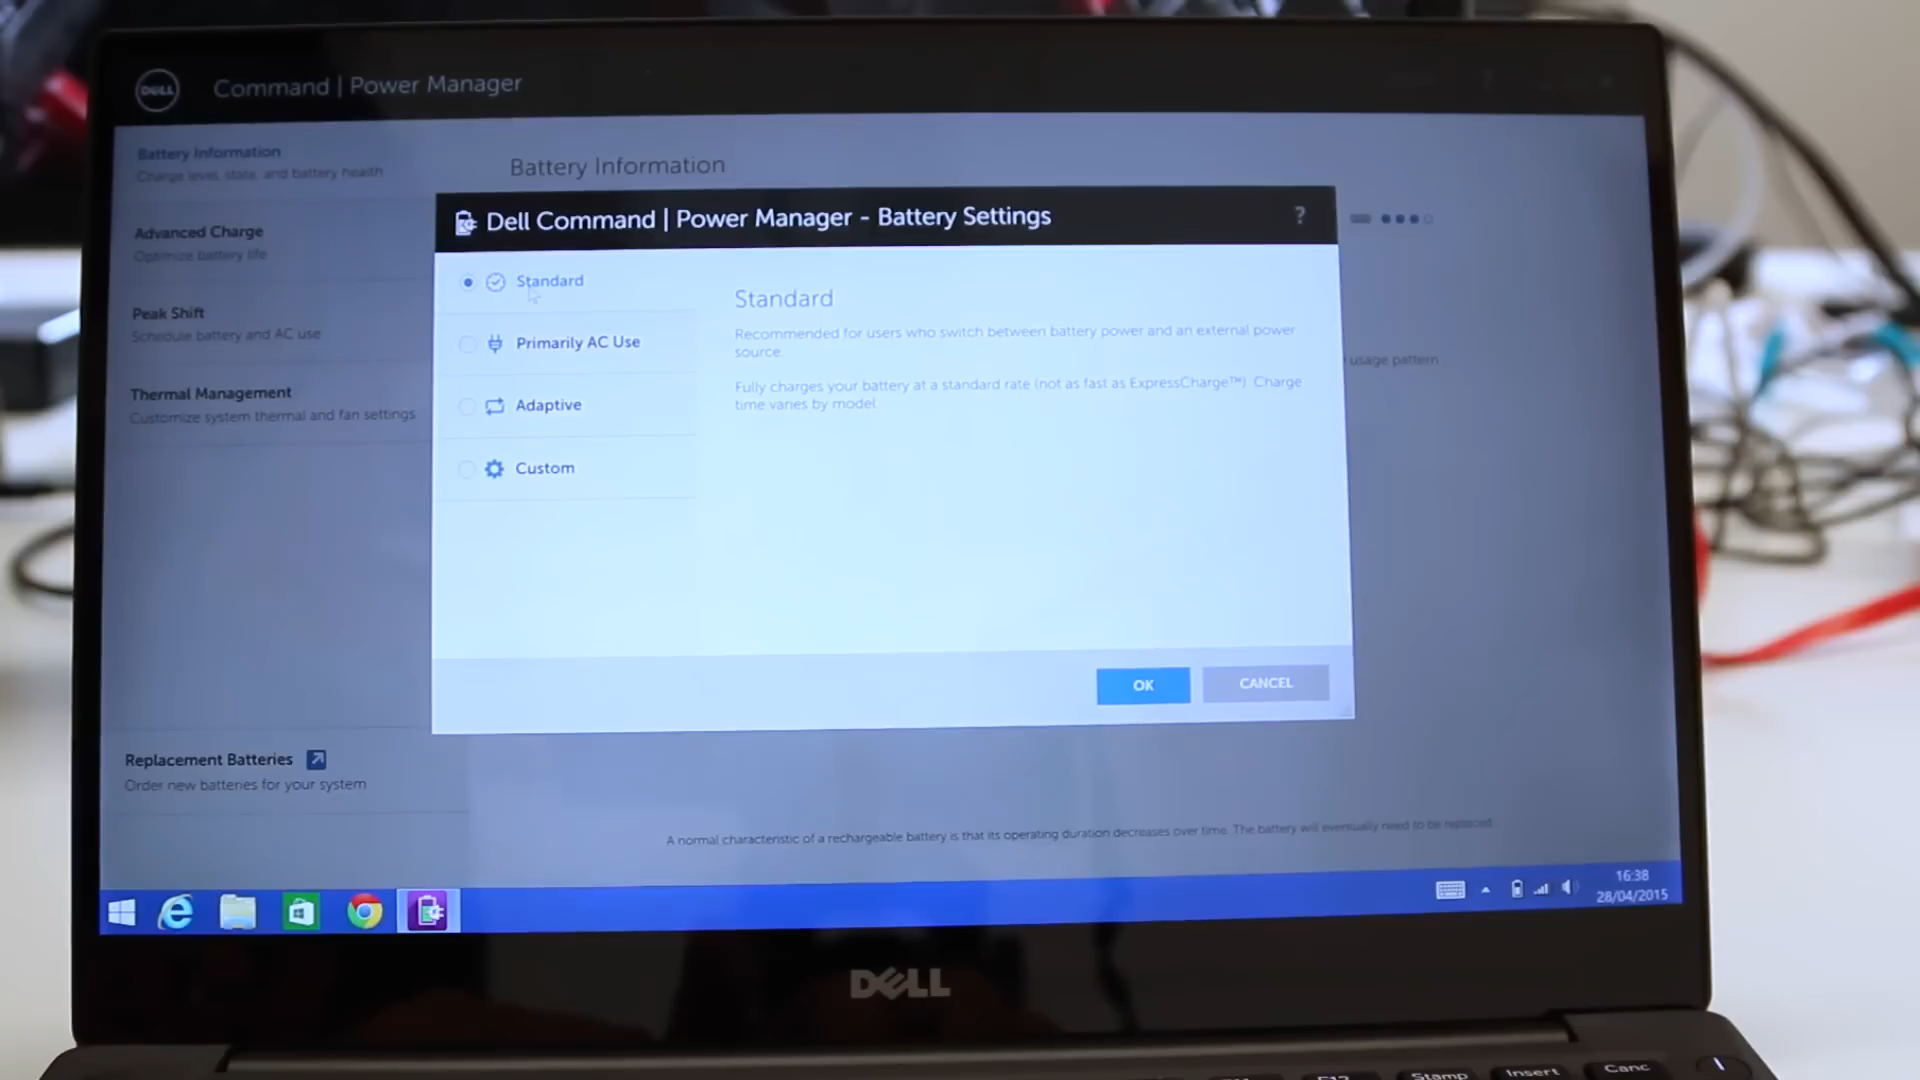 DELL
Command | Power Manager
Battery Information
Charge level, state, and battery health
Advanced Charge
Optimize battery life
Peak Shift
Schedule battery and AC use
Thermal Management
Customize system thermal and fan settings
Replacement Batteries
Order new batteries for your system
Battery Information
usage pattern
Dell Command | Power Manager - Battery Settings
?
Standard
Primarily AC Use
Adaptive
Custom
Standard
Recommended for users who switch between battery power and an external power
source.
Fully charges your battery at a standard rate (not as fast as ExpressCharge™). Charge
time varies by model.
OK
CANCEL
A normal characteristic of a rechargeable battery is that its operating duration decreases over time. The battery will eventually need to be replaced.
16:38
28/04/2015
DELL
F12
Stamp
Insert
Canc